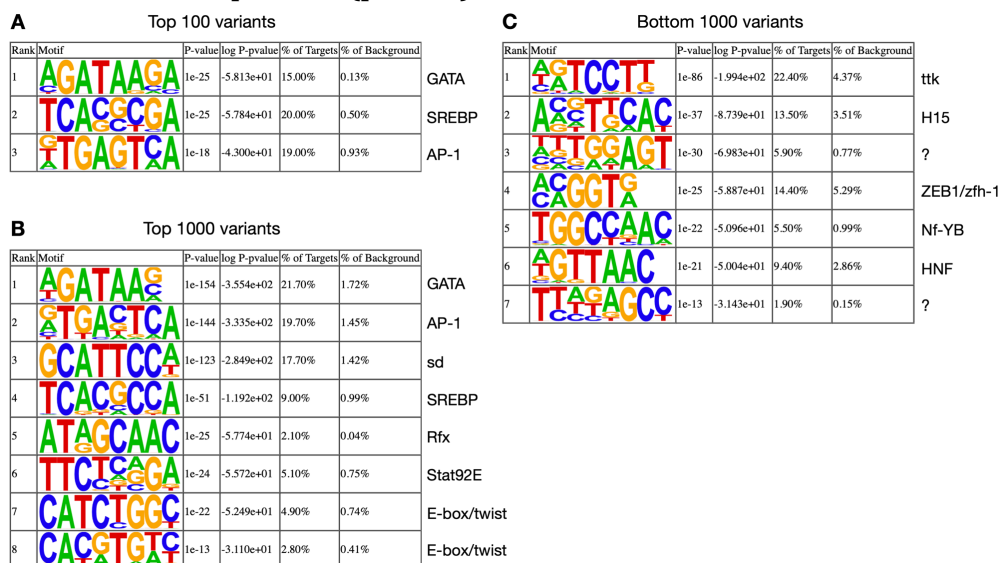 A
Top 100 variants
Rank Motif P-value log P-pvalue % of Targets % of Background
1 1e-25 -5.813e+01 15.00% 0.13% GATA
2 1e-25 -5.784e+01 20.00% 0.50% SREBP
3 1e-18 -4.300e+01 19.00% 0.93% AP-1
B
Top 1000 variants
Rank Motif P-value log P-pvalue % of Targets % of Background
1 1e-154 -3.554e+02 21.70% 1.72% GATA
2 1e-144 -3.335e+02 19.70% 1.45% AP-1
3 GCATTCCA 1e-123 -2.849e+02 17.70% 1.42% sd
4 1e-51 -1.192e+02 9.00% 0.99% SREBP
5 1e-25 -5.774e+01 2.10% 0.04% Rfx
6 1e-24 -5.572e+01 5.10% 0.75% Stat92E
7 CATCTGGC 1e-22 -5.249e+01 4.90% 0.74% E-box/twist
8 1e-13 -3.110e+01 2.80% 0.41% E-box/twist
C
Bottom 1000 variants
Rank Motif P-value log P-pvalue % of Targets % of Background
1 1e-86 -1.994e+02 22.40% 4.37% ttk
2 1e-37 -8.739e+01 13.50% 3.51% H15
3 1e-30 -6.983e+01 5.90% 0.77% ?
4 1e-25 -5.887e+01 14.40% 5.29% ZEB1/zfh-1
5 1e-22 -5.096e+01 5.50% 0.99% Nf-YB
6 1e-21 -5.004e+01 9.40% 2.86% HNF
7 1e-13 -3.143e+01 1.90% 0.15% ?